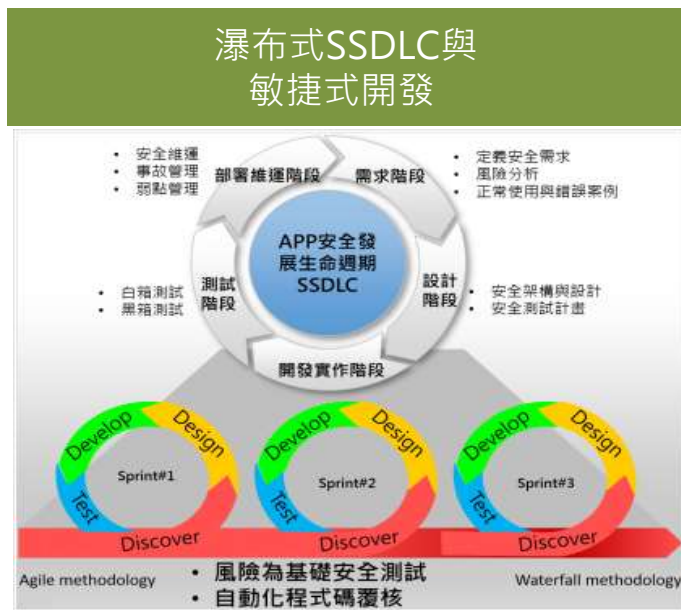 瀑布式SSDLC與
敏捷式開發
• 安全維運
• 事故管理
• 弱點管理
部署維運階段
需求階段
• 定義安全需求
• 風險分析
• 正常使用與錯誤案例
APP安全發
展生命週期
SSDLC
• 白箱測試
• 黑箱測試
測試
階段
設計
階段
• 安全架構與設計
• 安全測試計畫
開發實作階段
Develop
Design
Test
Discover
Sprint#1
Develop
Design
Test
Discover
Sprint#2
Develop
Design
Test
Discover
Sprint#3
Agile methodology
• 風險為基礎安全測試
• 自動化程式碼覆核
Waterfall methodology